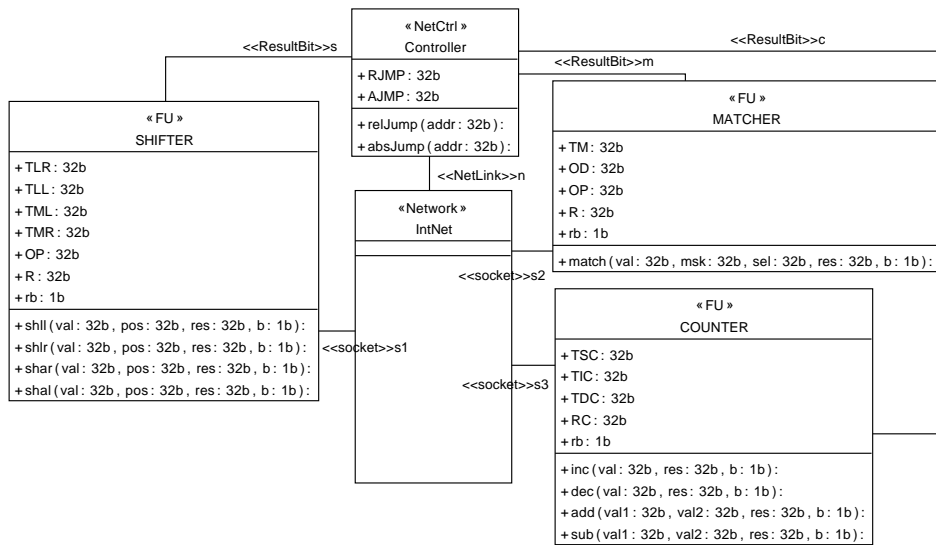 «NetCtrl»
Controller
+RJMP: 32b
+AJMP: 32b
+relJump(addr: 32b):
+absJump(addr: 32b):
<<ResultBit>>s
<<ResultBit>>c
<<ResultBit>>m
«FU»
SHIFTER
+TLR: 32b
+TLL: 32b
+TML: 32b
+TMR: 32b
+OP: 32b
+R: 32b
+rb: 1b
+shll(val: 32b, pos: 32b, res: 32b, b: 1b):
+shlr(val: 32b, pos: 32b, res: 32b, b: 1b):
+shar(val: 32b, pos: 32b, res: 32b, b: 1b):
+shal(val: 32b, pos: 32b, res: 32b, b: 1b):
<<NetLink>>n
«Network»
IntNet
<<socket>>s1
<<socket>>s2
<<socket>>s3
«FU»
MATCHER
+TM: 32b
+OD: 32b
+OP: 32b
+R: 32b
+rb: 1b
+match(val: 32b, msk: 32b, sel: 32b, res: 32b, b: 1b):
«FU»
COUNTER
+TSC: 32b
+TIC: 32b
+TDC: 32b
+RC: 32b
+rb: 1b
+inc(val: 32b, res: 32b, b: 1b):
+dec(val: 32b, res: 32b, b: 1b):
+add(val1: 32b, val2: 32b, res: 32b, b: 1b):
+sub(val1: 32b, val2: 32b, res: 32b, b: 1b):